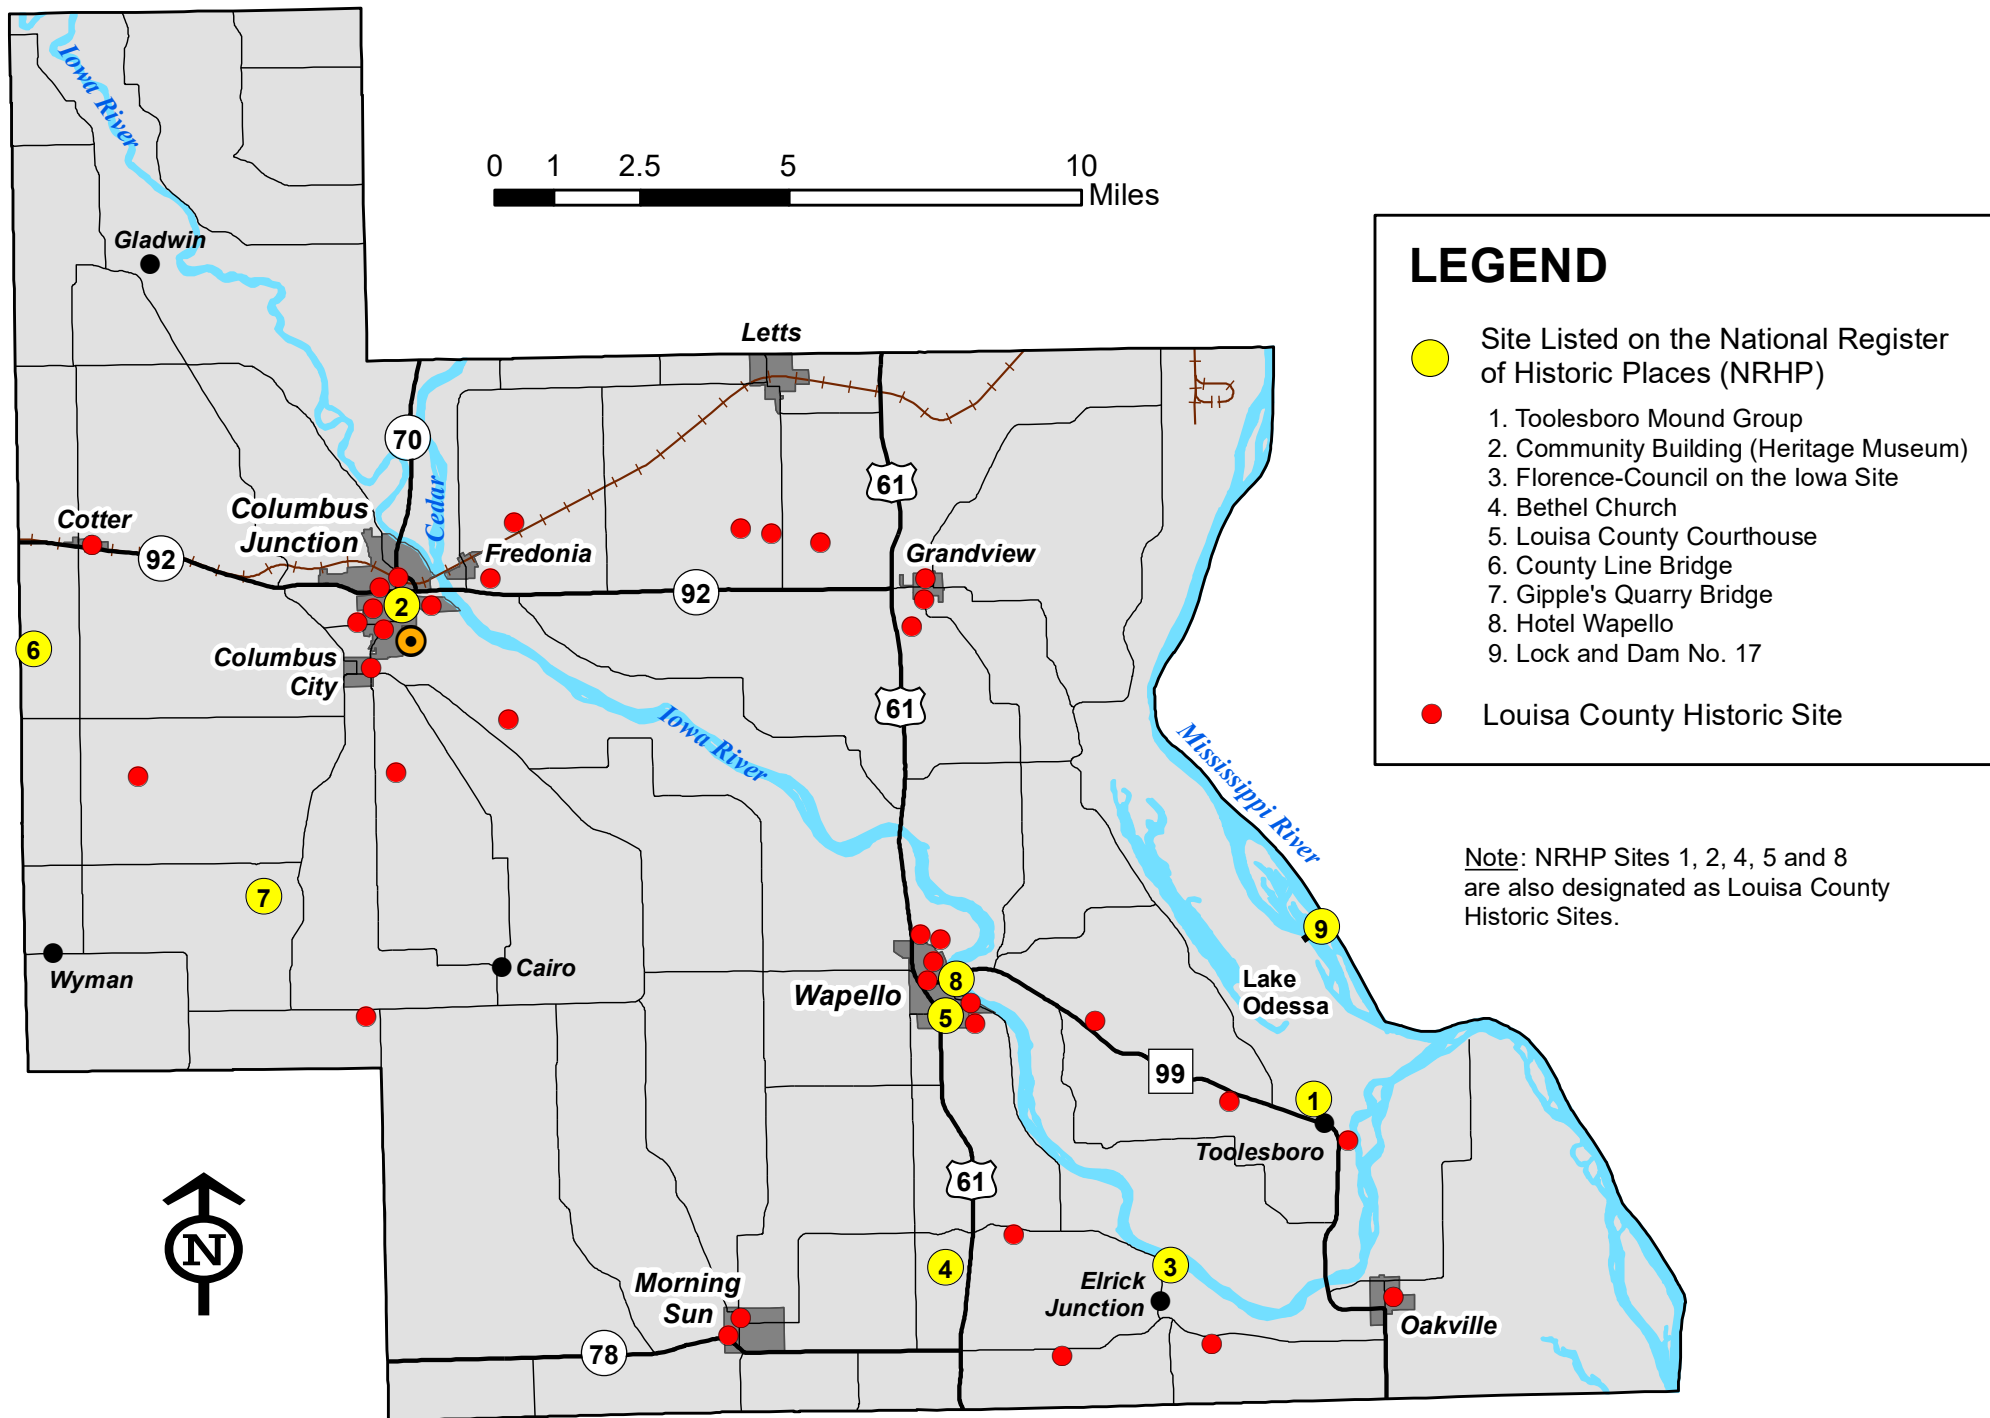 Iowa River
0 1 2.5 5 10
Miles
Gladwin
Letts
70
61
Cedar
Columbus
Junction
Cotter
92
Fredonia
Grandview
92
2
6
Columbus
City
61
Iowa River
Mississippi River
7
9
Wyman
Cairo
Wapello
8
5
Lake
Odessa
99
1
Toolesboro
61
N
4
3
Morning
Sun
Elrick
Junction
Oakville
78
LEGEND
Site Listed on the National Register
of Historic Places (NRHP)
1. Toolesboro Mound Group
2. Community Building (Heritage Museum)
3. Florence-Council on the Iowa Site
4. Bethel Church
5. Louisa County Courthouse
6. County Line Bridge
7. Gipple's Quarry Bridge
8. Hotel Wapello
9. Lock and Dam No. 17
Louisa County Historic Site
Note: NRHP Sites 1, 2, 4, 5 and 8
are also designated as Louisa County
Historic Sites.